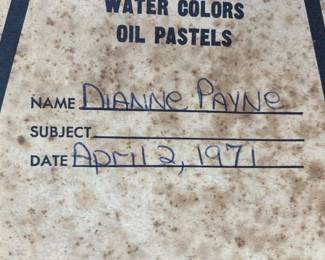 WATER COLORS
OIL PASTELS
NAME Dianne Payne
SUBJECT
DATE April 2, 1971